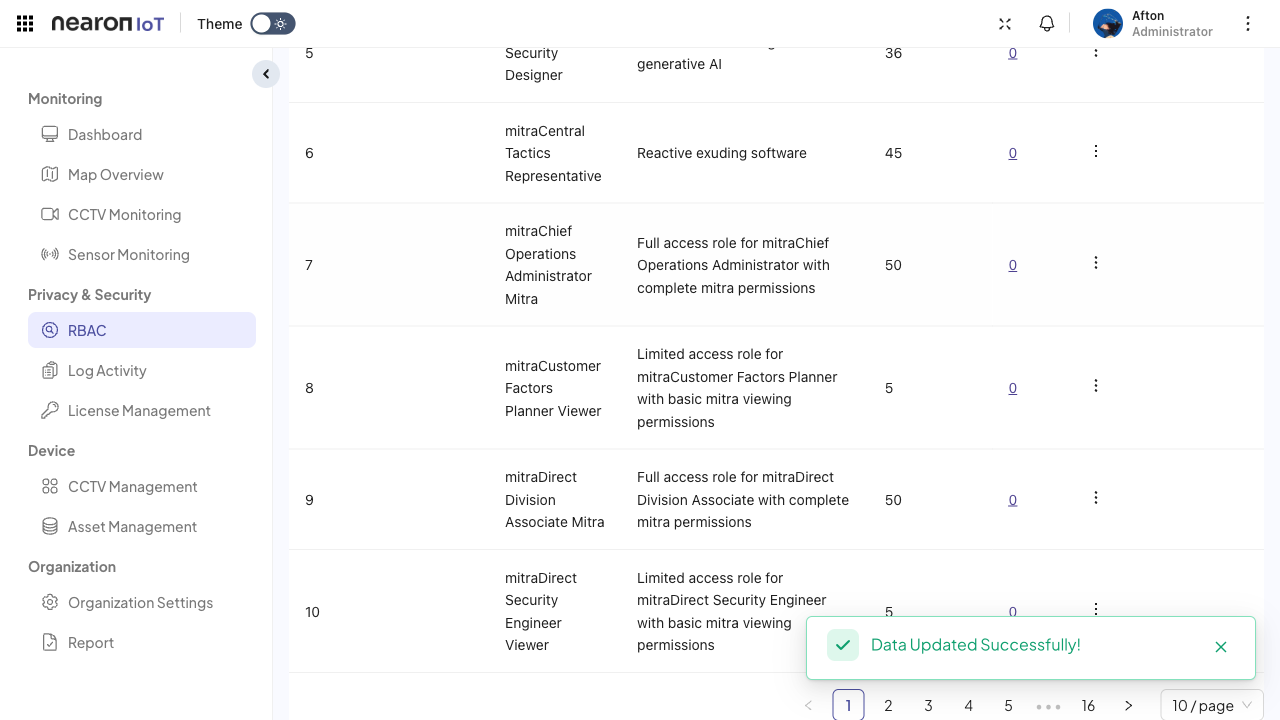 nearon IoT
Theme
Afton
Administrator
Monitoring
Dashboard
Map Overview
CCTV Monitoring
Sensor Monitoring
Privacy & Security
RBAC
Log Activity
License Management
Device
CCTV Management
Asset Management
Organization
Organization Settings
Report
5
Security
Designer
generative AI
36
0
6
mitraCentral
Tactics
Representative
Reactive exuding software
45
0
7
mitraChief
Operations
Administrator
Mitra
Full access role for mitraChief
Operations Administrator with
complete mitra permissions
50
0
8
mitraCustomer
Factors
Planner Viewer
Limited access role for
mitraCustomer Factors Planner
with basic mitra viewing
permissions
5
0
9
mitraDirect
Division
Associate Mitra
Full access role for mitraDirect
Division Associate with complete
mitra permissions
50
0
10
mitraDirect
Security
Engineer
Viewer
Limited access role for
mitraDirect Security Engineer
with basic mitra viewing
permissions
5
0
Data Updated Successfully!
1 2 3 4 5 ••• 16
10 / page